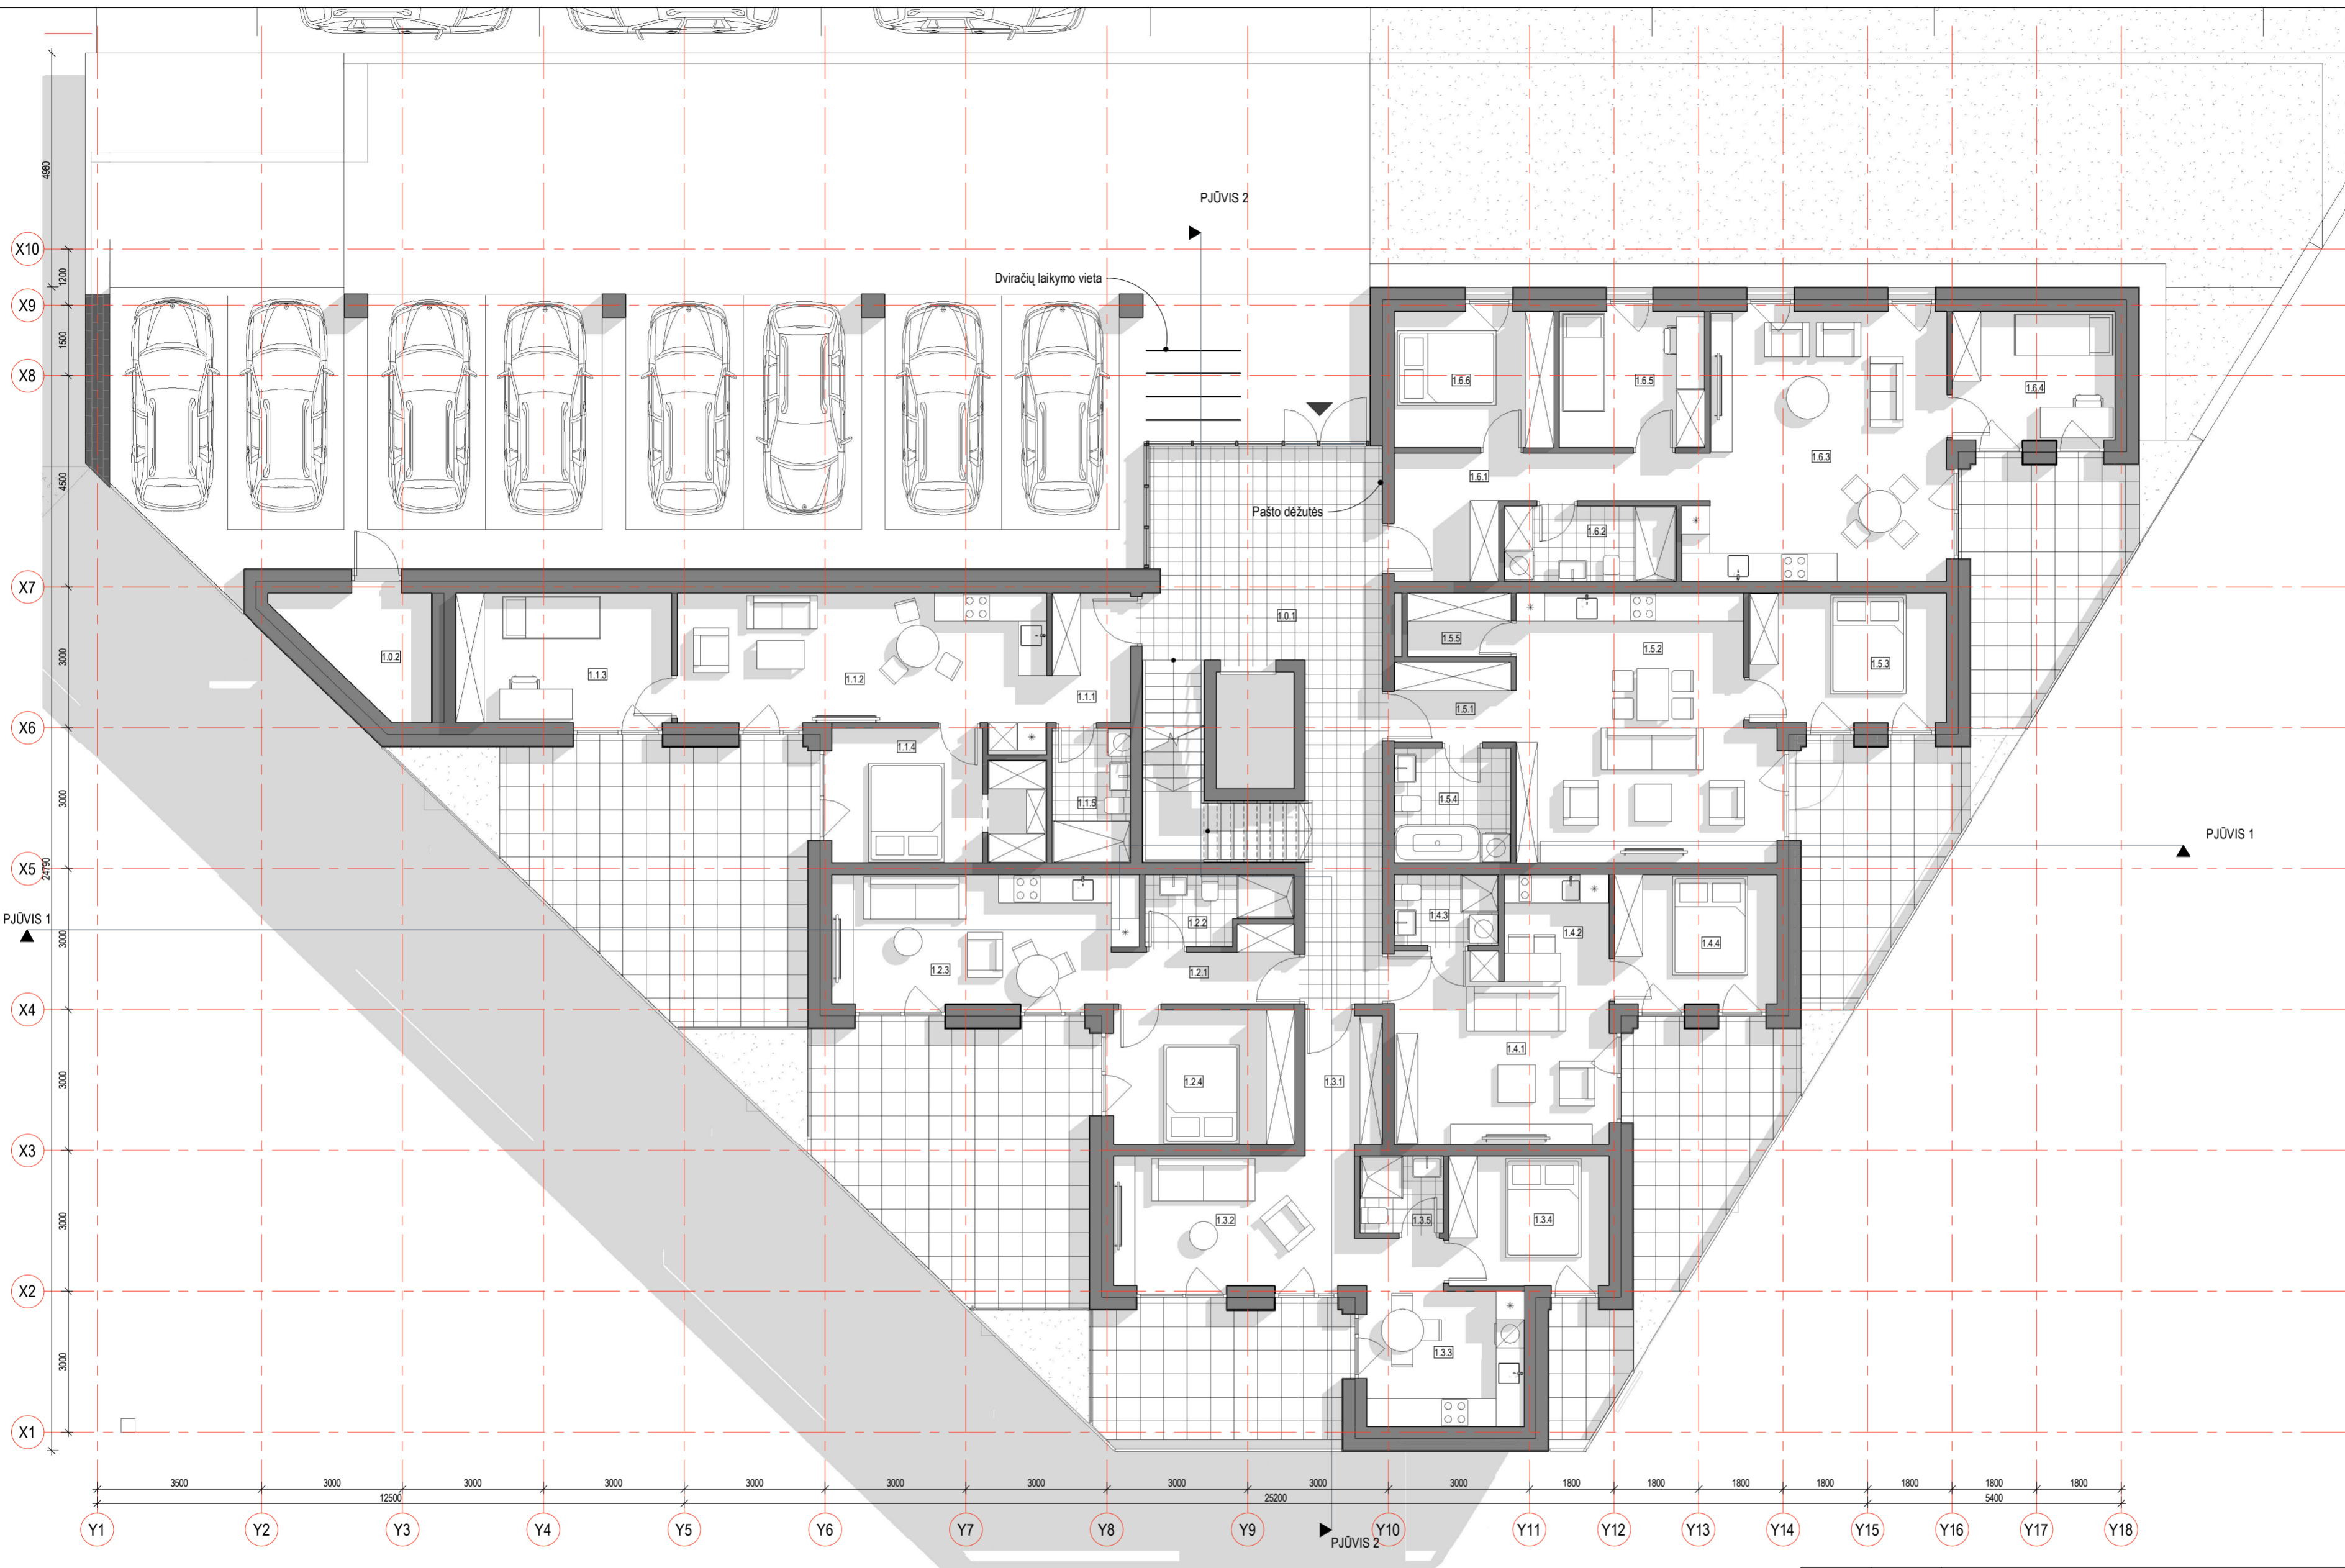 PJŪVIS 2
4980
X10
1200
Dviračių laikymo vieta
X9
1500
X8
1.6.6
1.6.5
1.6.4
1.6.3
4500
1.6.1
Pašto dėžutės
1.6.2
X7
1.0.1
3000
1.0.2
1.1.3
1.1.2
1.1.1
1.5.5
1.5.2
1.5.3
1.5.1
X6
1.1.4
3000
1.1.5
1.5.4
PJŪVIS 1
X5
24790
PJŪVIS 1
3000
1.2.2
1.4.3
1.4.2
1.4.4
1.2.3
1.2.1
X4
1.4.1
3000
1.2.4
1.3.1
X3
3000
1.3.2
1.3.5
1.3.4
X2
3000
1.3.3
X1
3500 3000 3000 3000 3000 3000 3000 3000 3000 3000 1800 1800 1800 1800 1800 1800 1800
12500 25200 5400
Y1 Y2 Y3 Y4 Y5 Y6 Y7 Y8 Y9 Y10 Y11 Y12 Y13 Y14 Y15 Y16 Y17 Y18
PJŪVIS 2